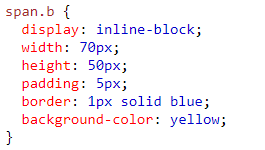 span.b {
  display: inline-block;
  width: 70px;
  height: 50px;
  padding: 5px;
  border: 1px solid blue;
  background-color: yellow;
}